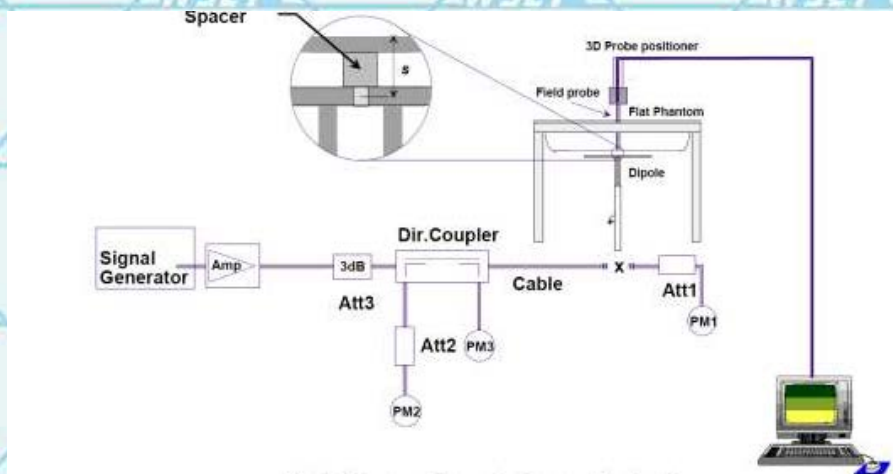 Spacer
s
3D Probe positioner
Field probe
Flat Phantom
Dipole
Signal
Generator
Amp
3dB
Att3
Dir.Coupler
Cable
x
Att1
PM1
Att2
PM3
PM2